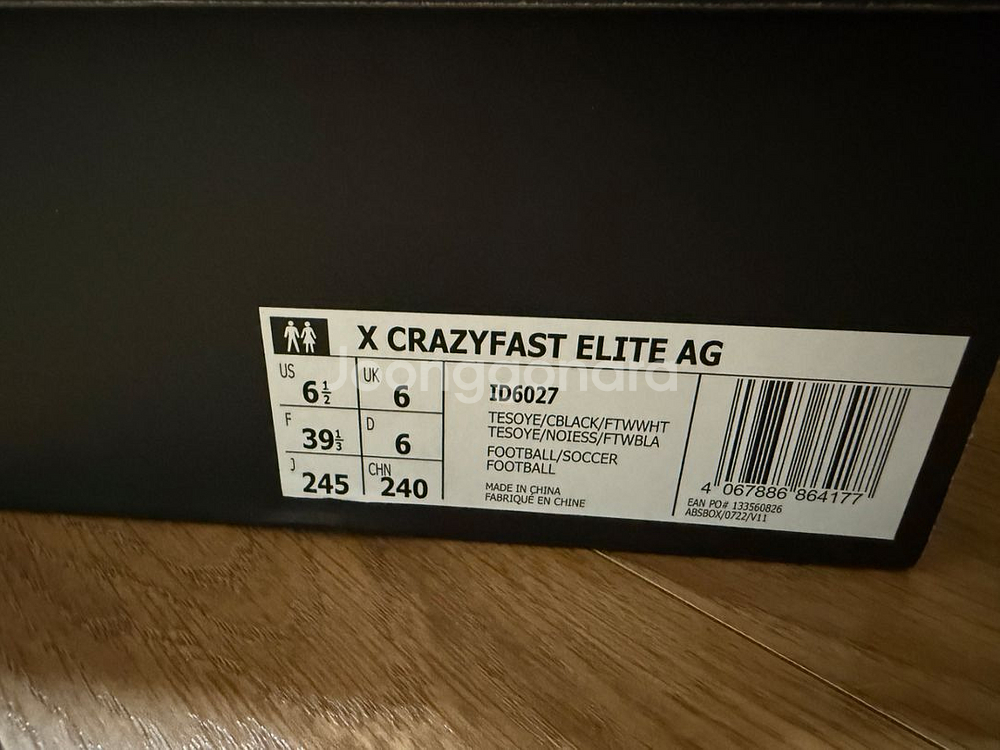 X CRAZYFAST ELITE AG
US 6½ UK 6
F 39⅓ D 6
J 245 CHN 240
ID6027
TESOYE/CBLACK/FTWWHT
TESOYE/NOIESS/FTWBLA
FOOTBALL/SOCCER
FOOTBALL
MADE IN CHINA
FABRIQUÉ EN CHINE
4 067886 864177
EAN PO# 133560826
ABSBOX/0722/V11
Joongonara